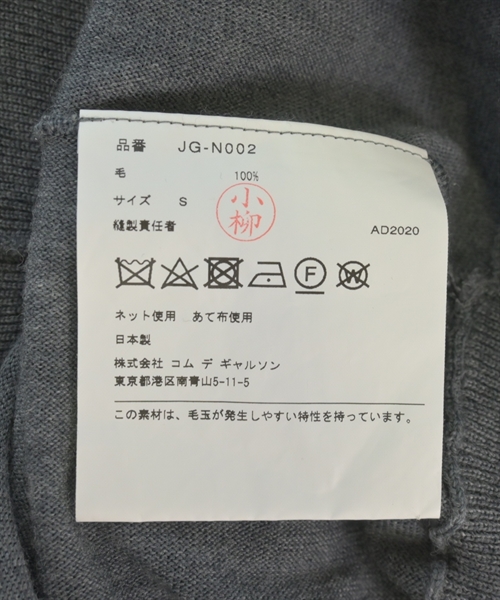 品番 JG-N002
毛 100%
サイズ S
小柳
縫製責任者 AD2020
F
W
ネット使用 あて布使用
日本製
株式会社 コム デ ギャルソン
東京都港区南青山5-11-5
この素材は、毛玉が発生しやすい特性を持っています。